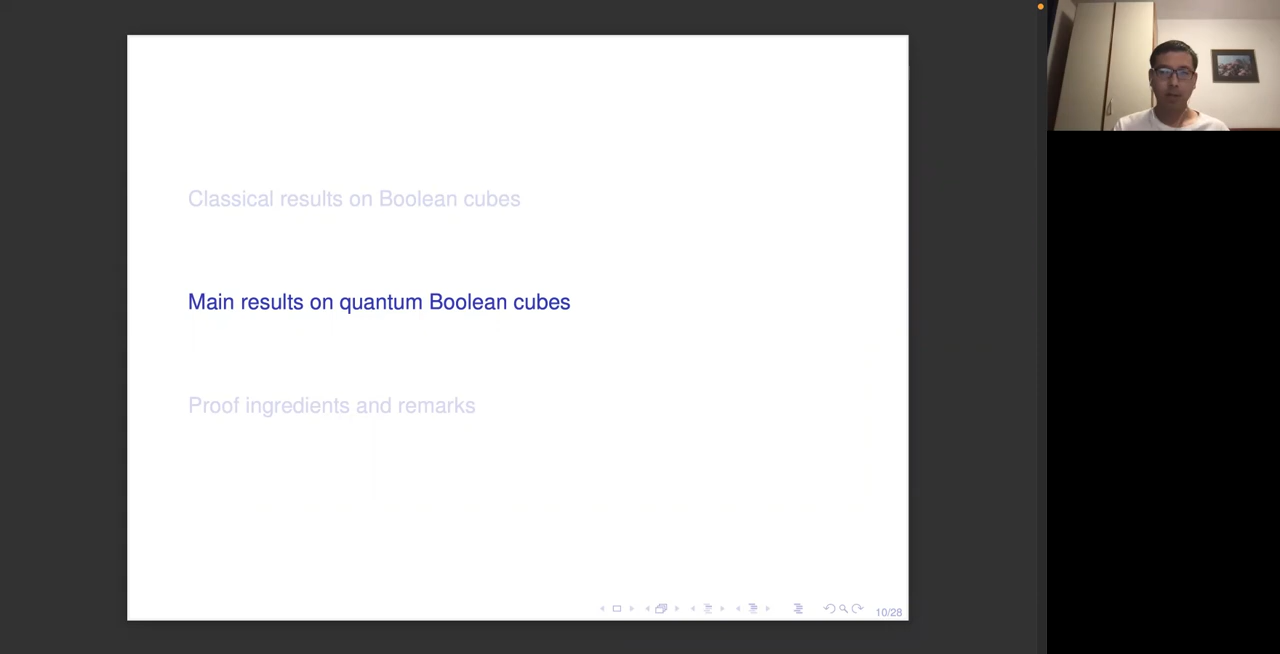 Classical results on Boolean cubes
Main results on quantum Boolean cubes
Proof ingredients and remarks
10/28